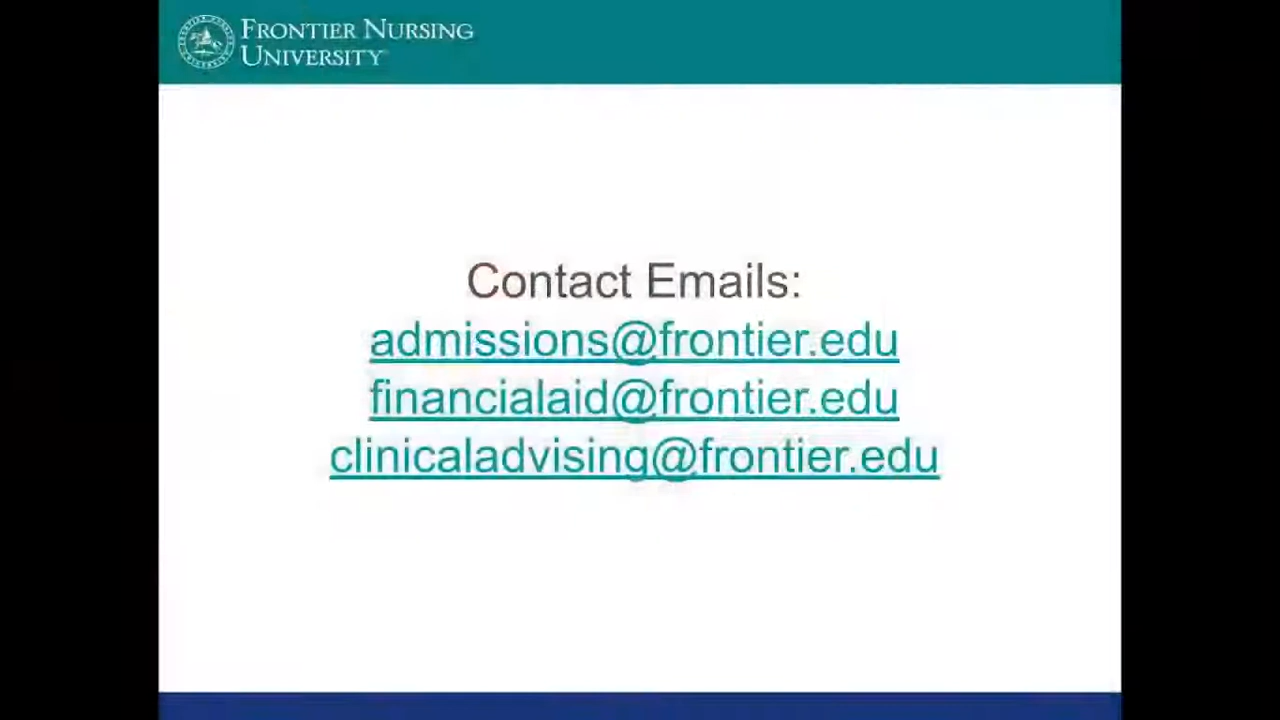 FRONTIER NURSING
UNIVERSITY
Contact Emails:
admissions@frontier.edu
financialaid@frontier.edu
clinicaladvising@frontier.edu